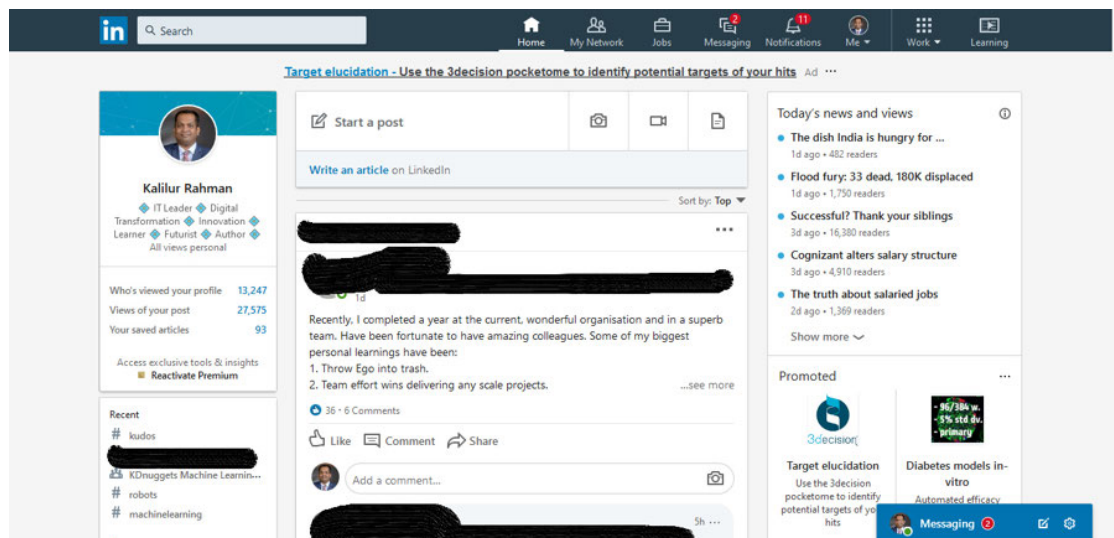 in
Search
Home
My Network
Jobs
2
Messaging
11
Notifications
Me
Work
Learning
Target elucidation - Use the 3decision pocketome to identify potential targets of your hits Ad ...
Kalilur Rahman
IT Leader Digital
Transformation Innovation
Learner Futurist Author
All views personal
Who's viewed your profile 13,247
Views of your post 27,575
Your saved articles 93
Access exclusive tools & insights
Reactivate Premium
Recent
# kudos
KDnuggets Machine Learnin...
# robots
# machinelearning
Start a post
Write an article on LinkedIn
Sort by: Top
1d
Recently, I completed a year at the current, wonderful organisation and in a superb
team. Have been fortunate to have amazing colleagues. Some of my biggest
personal learnings have been:
1. Throw Ego into trash.
2. Team effort wins delivering any scale projects. ...see more
36 · 6 Comments
Like Comment Share
Add a comment...
5h ...
Today's news and views
The dish India is hungry for ...
1d ago • 482 readers
Flood fury: 33 dead, 180K displaced
1d ago • 1,750 readers
Successful? Thank your siblings
3d ago • 16,380 readers
Cognizant alters salary structure
3d ago • 4,910 readers
The truth about salaried jobs
2d ago • 1,369 readers
Show more
Promoted ...
3decision
Target elucidation
Use the 3decision
pocketome to identify
potential targets of yo
hits
- 96/384 w.
- 5% std dv.
- primary
Diabetes models in-
vitro
Automated efficacy
Messaging 2